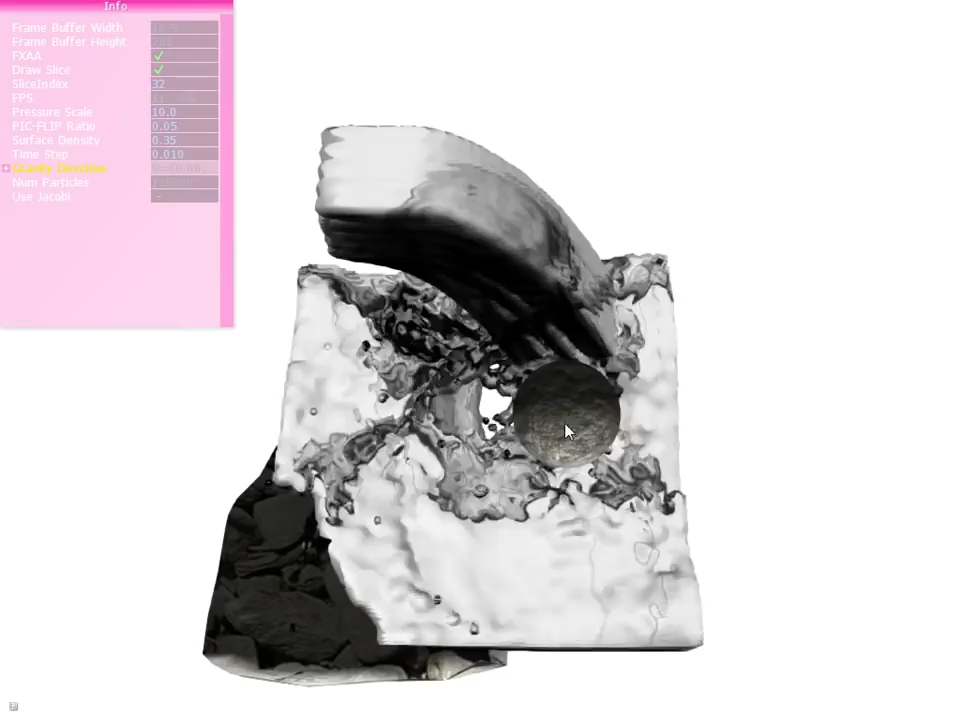 Info
Frame Buffer Width
Frame Buffer Height
FXAA
Draw Slice
SliceIndex 32
FPS
Pressure Scale 10.0
PIC-FLIP Ratio 0.05
Surface Density 0.35
Time Step 0.010
Gravity Direction
Num Particles
Use Jacobi -